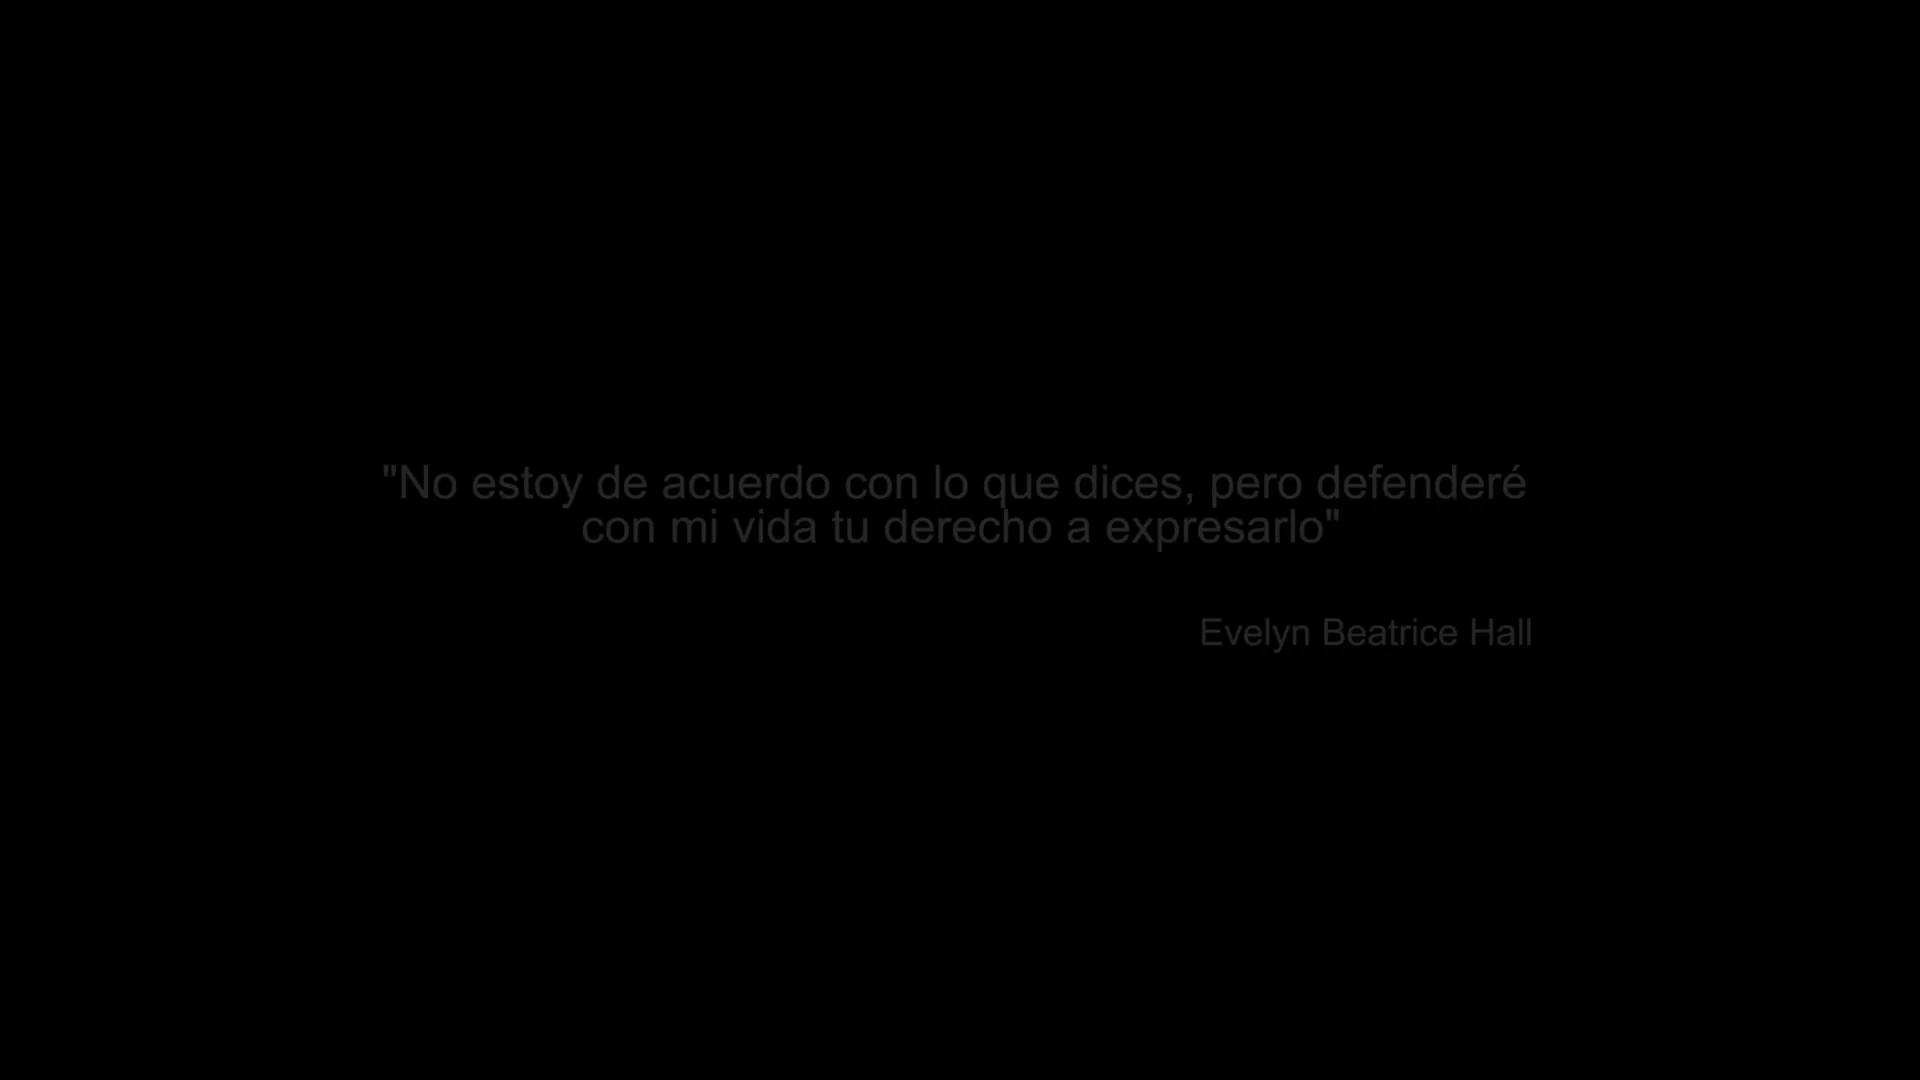 "No estoy de acuerdo con lo que dices, pero defenderé
con mi vida tu derecho a expresarlo"
Evelyn Beatrice Hall